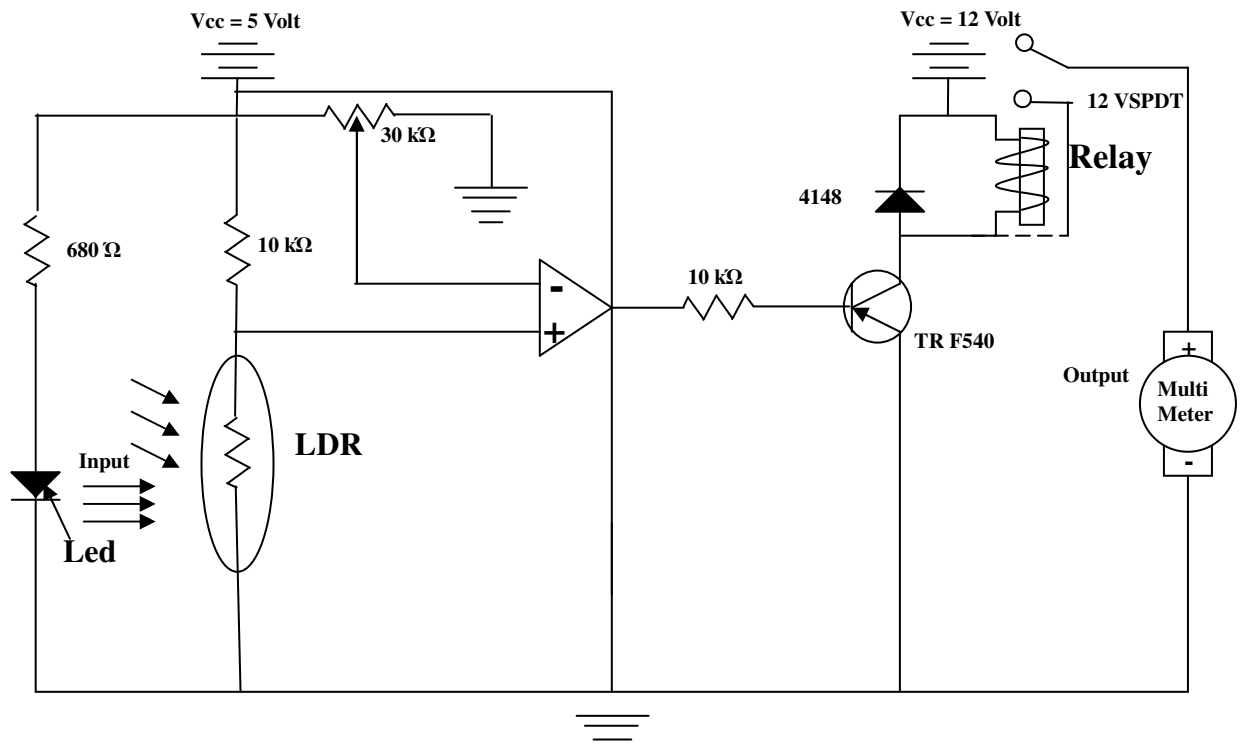 Vcc = 5 Volt
Vcc = 12 Volt
30 kΩ
12 VSPDT
Relay
4148
680 Ω
10 kΩ
10 kΩ
-
+
TR F540
Output
+
Multi
Meter
-
LDR
Input
Led